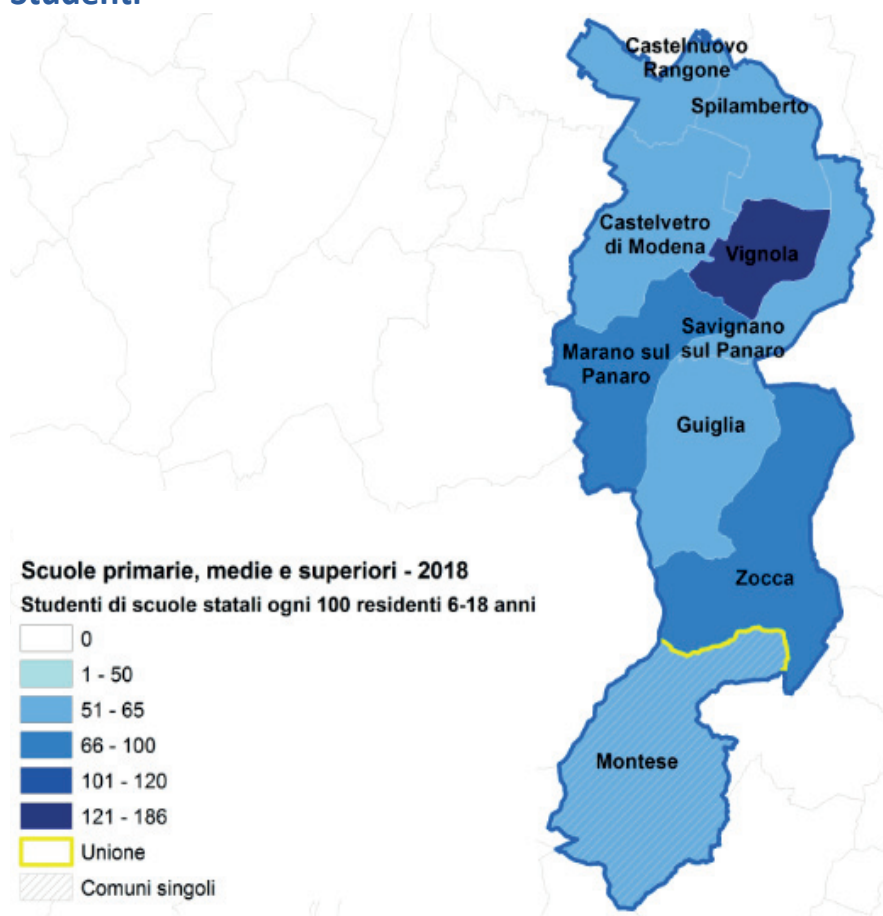 Studenti
Castelnuovo
Rangone
Spilamberto
Castelvetro
di Modena
Vignola
Savignano
sul Panaro
Marano sul
Panaro
Guiglia
Zocca
Montese
Scuole primarie, medie e superiori - 2018
Studenti di scuole statali ogni 100 residenti 6-18 anni
0
1 - 50
51 - 65
66 - 100
101 - 120
121 - 186
Unione
Comuni singoli